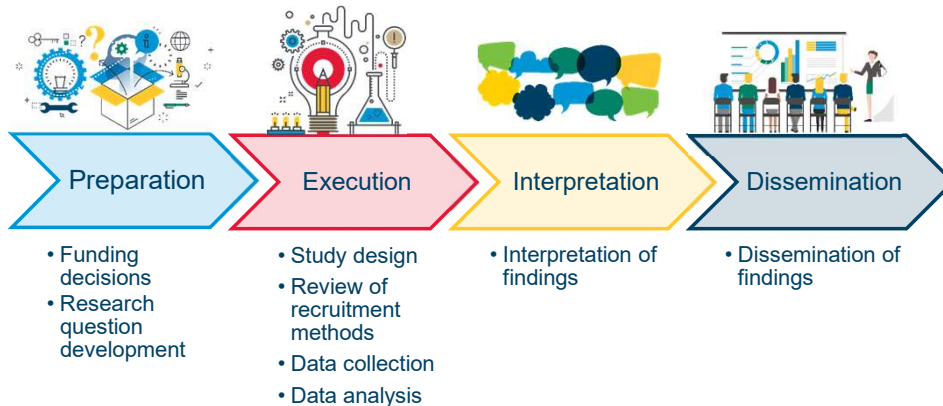 Preparation
Execution
Interpretation
Dissemination
• Funding
decisions
• Research
question
development
• Study design
• Review of
recruitment
methods
• Data collection
• Data analysis
• Interpretation of
findings
• Dissemination of
findings